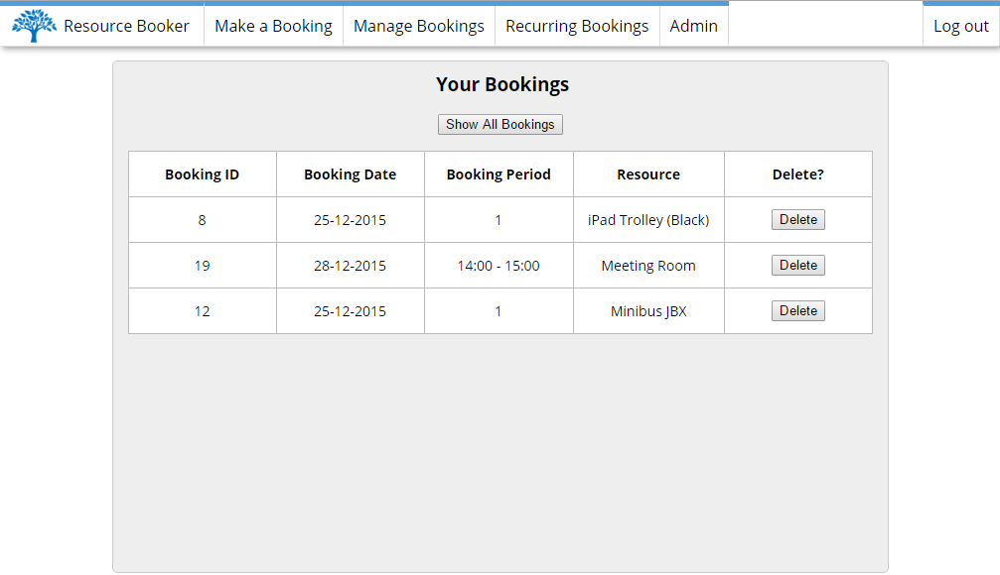 Resource Booker Make a Booking Manage Bookings Recurring Bookings Admin Log out
Your Bookings
Show All Bookings
Booking ID Booking Date Booking Period Resource Delete?
8 25-12-2015 1 iPad Trolley (Black) Delete
19 28-12-2015 14:00 - 15:00 Meeting Room Delete
12 25-12-2015 1 Minibus JBX Delete